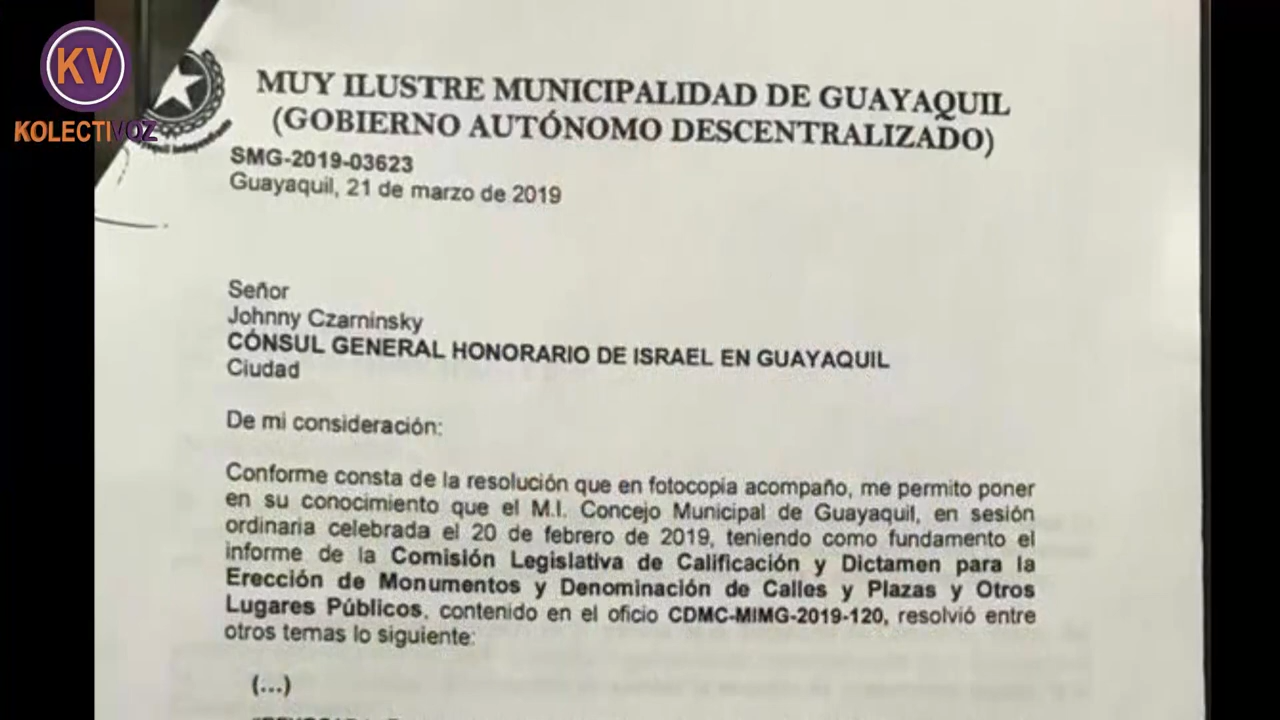 KV
KOLECTIVOZ
MUY ILUSTRE MUNICIPALIDAD DE GUAYAQUIL
(GOBIERNO AUTÓNOMO DESCENTRALIZADO)
SMG-2019-03623
Guayaquil, 21 de marzo de 2019
Señor
Johnny Czarninsky
CÓNSUL GENERAL HONORARIO DE ISRAEL EN GUAYAQUIL
Ciudad
De mi consideración:
Conforme consta de la resolución que en fotocopia acompaño, me permito poner
en su conocimiento que el M.I. Concejo Municipal de Guayaquil, en sesión
ordinaria celebrada el 20 de febrero de 2019, teniendo como fundamento el
informe de la Comisión Legislativa de Calificación y Dictamen para la
Erección de Monumentos y Denominación de Calles y Plazas y Otros
Lugares Públicos, contenido en el oficio CDMC-MIMG-2019-120, resolvió entre
otros temas lo siguiente:
(...)